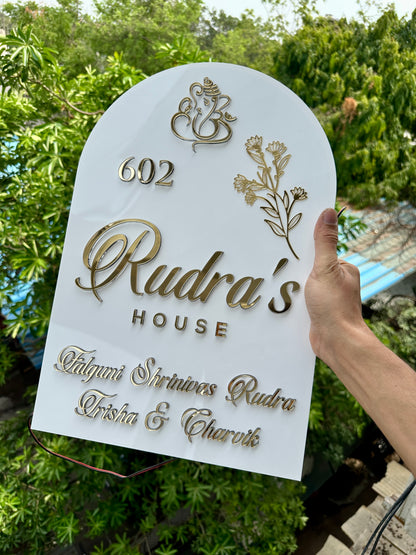 602
Rudra's
HOUSE
Falguni Shrinivas Rudra
Trisha & Charvik